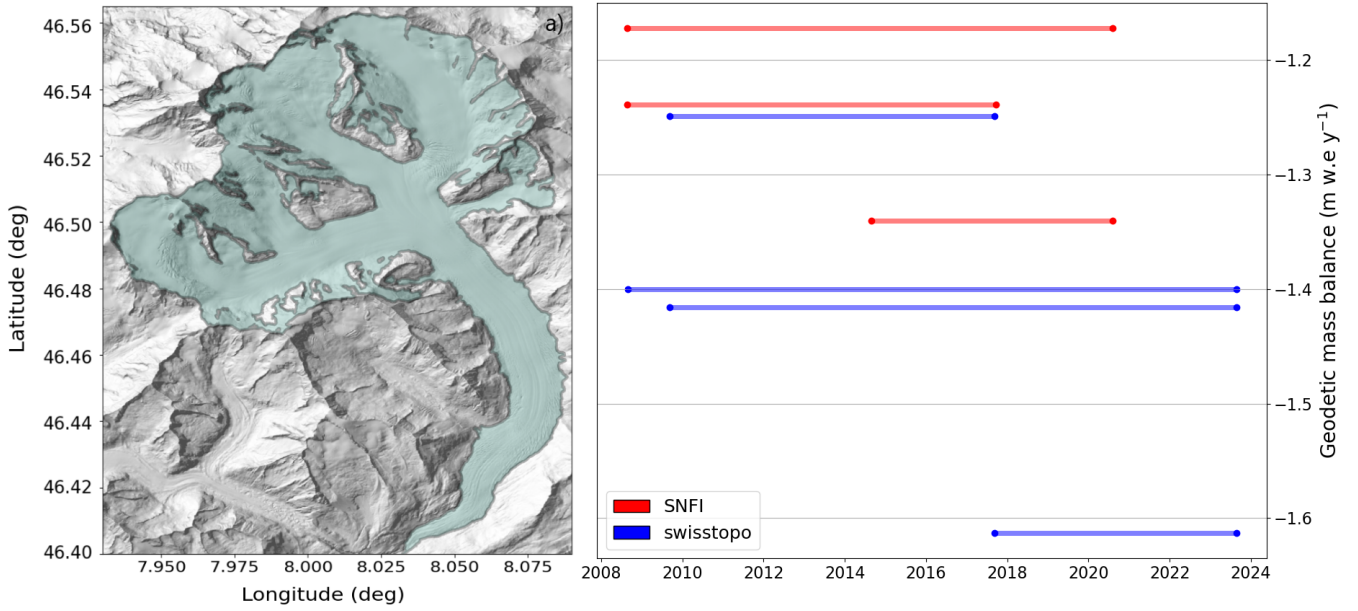 a)
46.56
46.54
46.52
46.50
46.48
46.46
46.44
46.42
46.40
Latitude (deg)
7.950 7.975 8.000 8.025 8.050 8.075
Longitude (deg)
−1.2
−1.3
−1.4
−1.5
−1.6
Geodetic mass balance (m w.e y⁻¹)
SNFI
swisstopo
2008 2010 2012 2014 2016 2018 2020 2022 2024